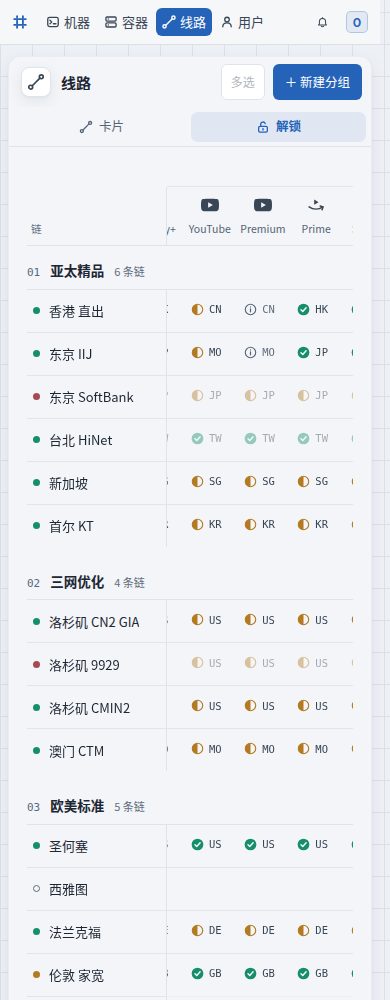 机器 容器 线路 用户 O
线路 多选 ＋新建分组
卡片 解锁
链 y+ YouTube Premium Prime
01 亚太精品 6 条链
香港 直出 CN CN HK
东京 IIJ MO MO JP
东京 SoftBank JP JP JP
台北 HiNet TW TW TW
新加坡 SG SG SG
首尔 KT KR KR KR
02 三网优化 4 条链
洛杉矶 CN2 GIA US US US
洛杉矶 9929 US US US
洛杉矶 CMIN2 US US US
澳门 CTM MO MO MO
03 欧美标准 5 条链
圣何塞 US US US
西雅图
法兰克福 DE DE DE
伦敦 家宽 GB GB GB